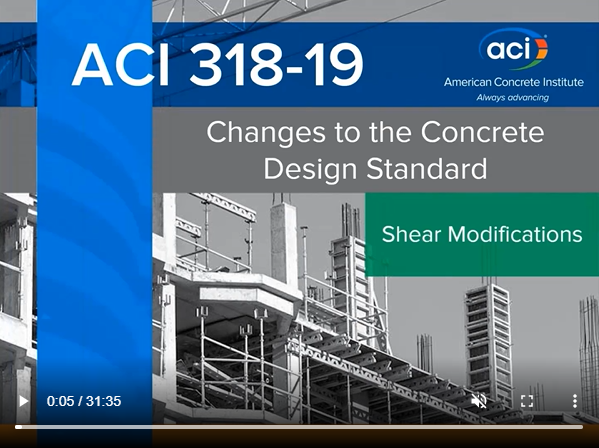 ACI 318-19
aci
American Concrete Institute
Always advancing
Changes to the Concrete
Design Standard
Shear Modifications
0:05 / 31:35